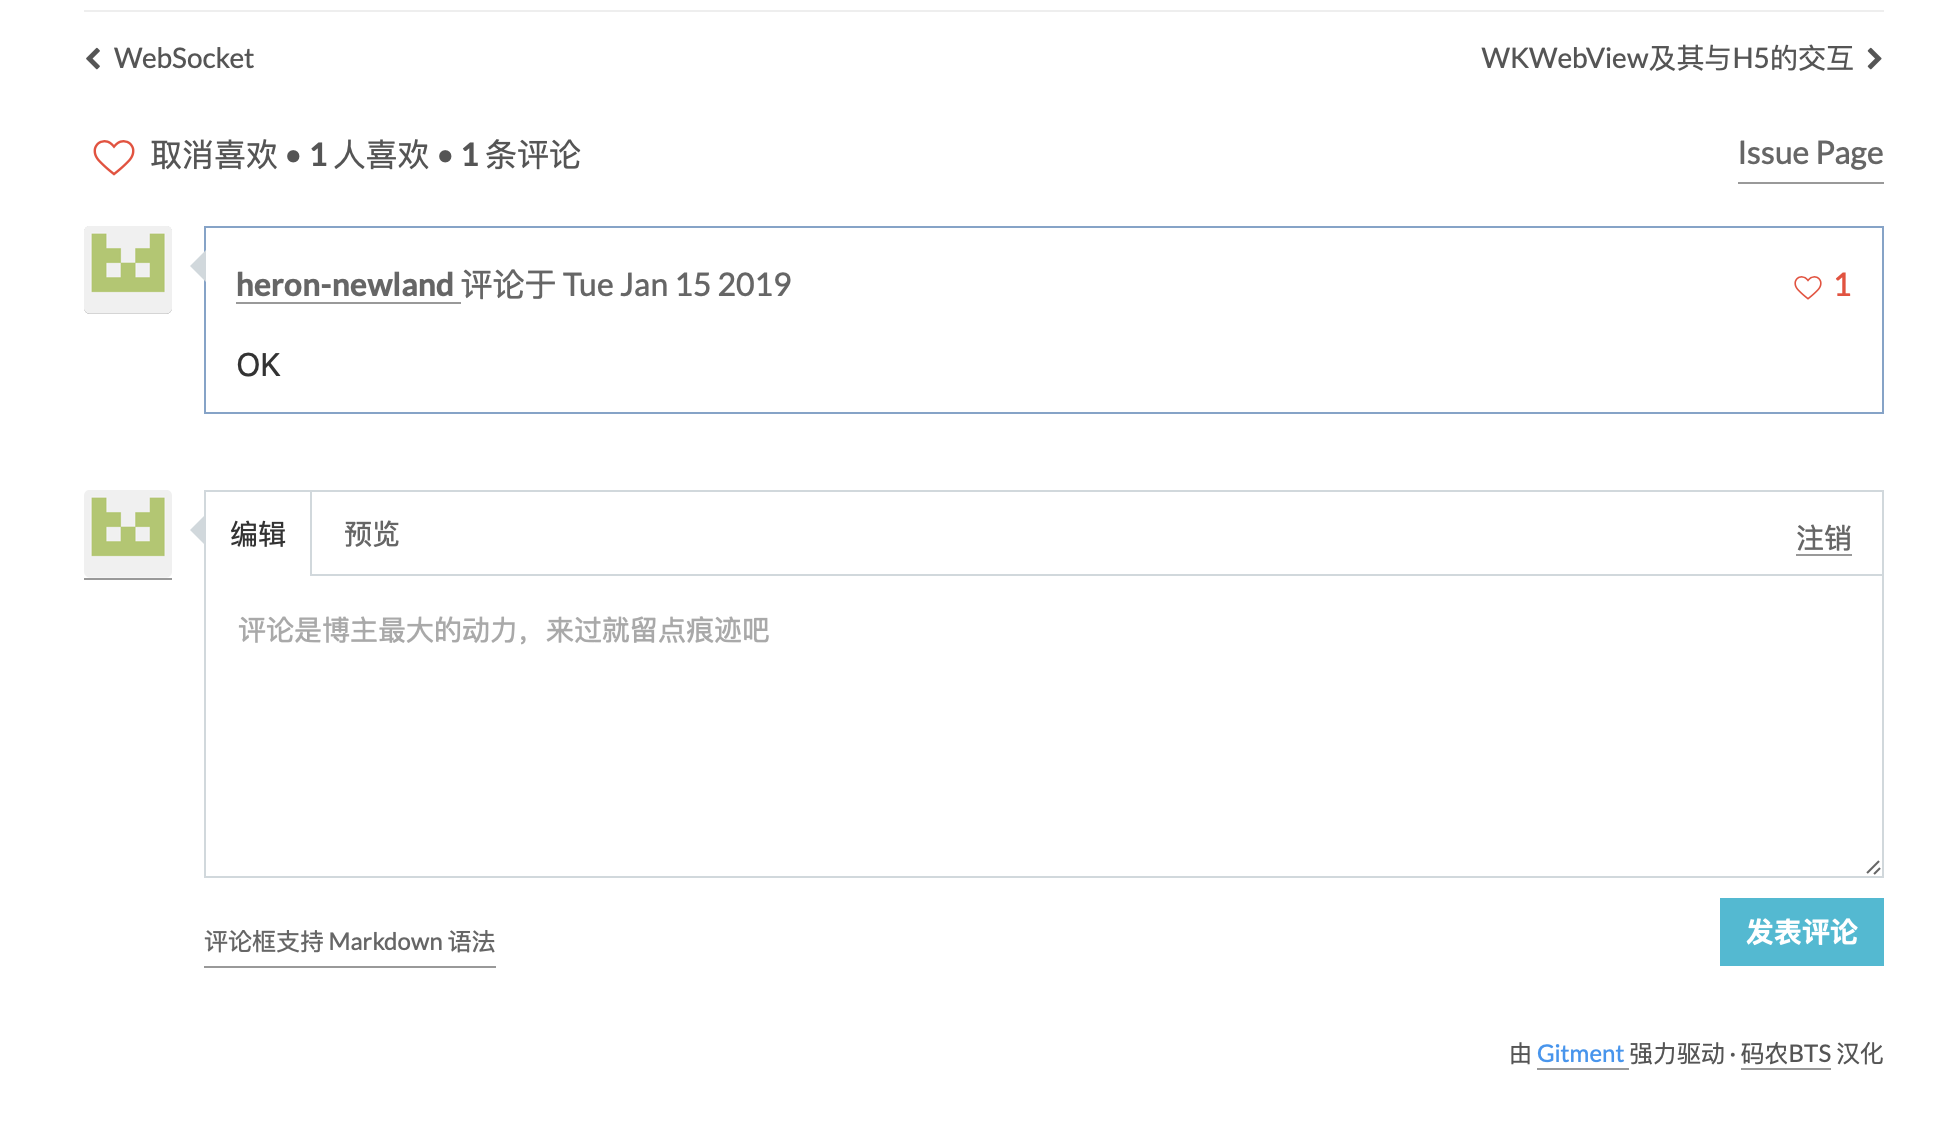 WebSocket
WKWebView及其与H5的交互
取消喜欢 • 1 人喜欢 • 1 条评论
Issue Page
heron-newland 评论于 Tue Jan 15 2019
1
OK
编辑
预览
注销
评论是博主最大的动力，来过就留点痕迹吧
评论框支持 Markdown 语法
发表评论
由 Gitment 强力驱动 · 码农BTS 汉化